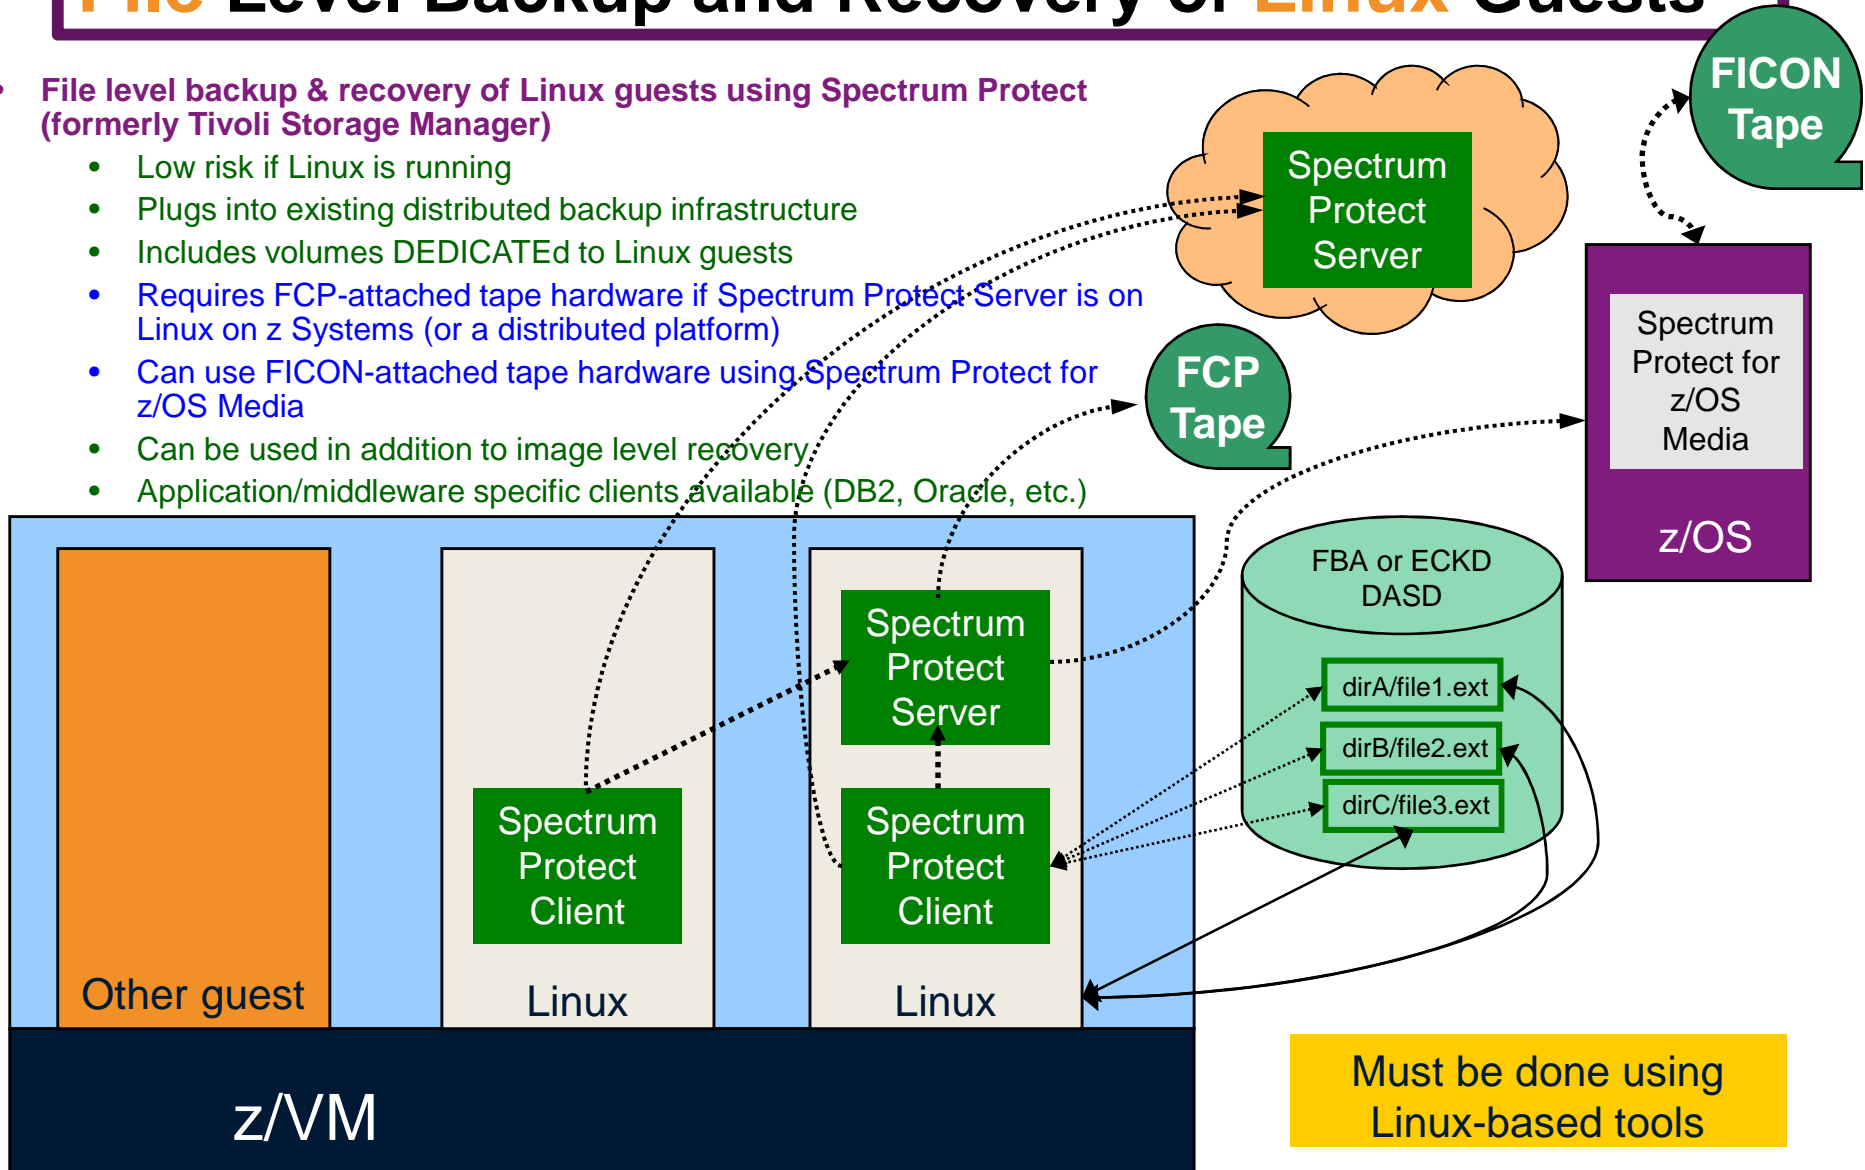 File Level Backup and Recovery of Linux Guests
• File level backup & recovery of Linux guests using Spectrum Protect
(formerly Tivoli Storage Manager)
• Low risk if Linux is running
• Plugs into existing distributed backup infrastructure
• Includes volumes DEDICATEd to Linux guests
• Requires FCP-attached tape hardware if Spectrum Protect Server is on
Linux on z Systems (or a distributed platform)
• Can use FICON-attached tape hardware using Spectrum Protect for
z/OS Media
• Can be used in addition to image level recovery
• Application/middleware specific clients available (DB2, Oracle, etc.)
FICON
Tape
Spectrum
Protect
Server
FCP
Tape
Spectrum
Protect for
z/OS
Media
z/OS
FBA or ECKD
DASD
dirA/file1.ext
dirB/file2.ext
dirC/file3.ext
Spectrum
Protect
Server
Spectrum
Protect
Client
Spectrum
Protect
Client
Other guest
Linux
Linux
z/VM
Must be done using
Linux-based tools